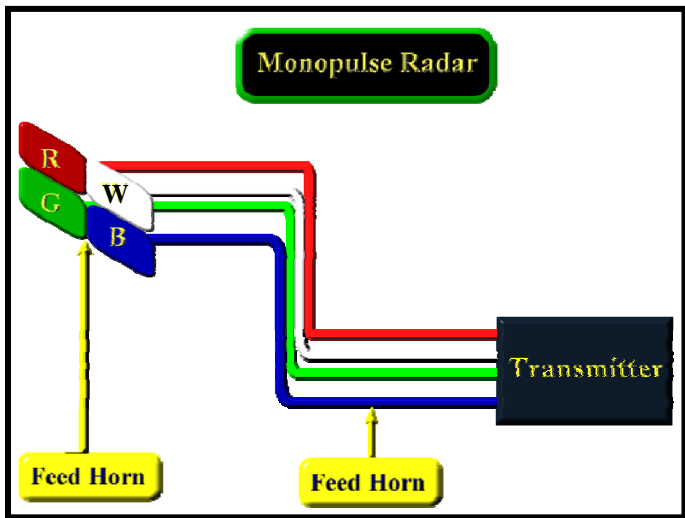 Monopulse Radar
R
W
G
B
Transmitter
Feed Horn
Feed Horn